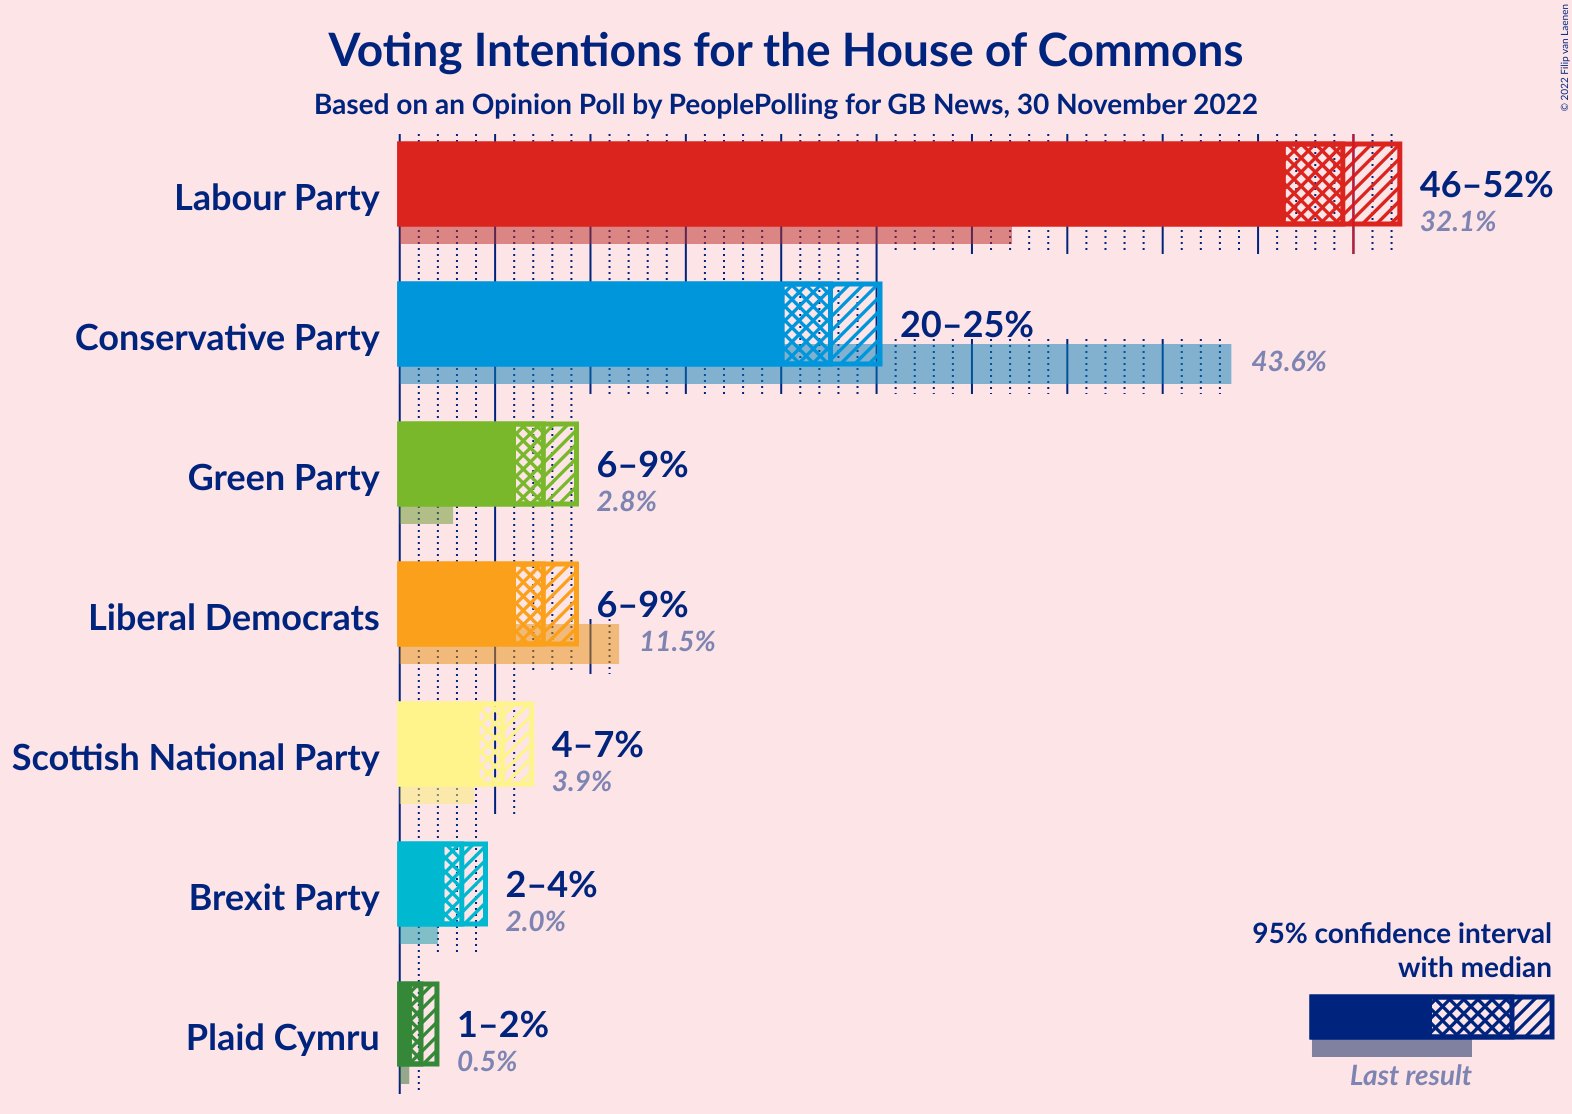 Voting Intentions for the House of Commons
Based on an Opinion Poll by PeoplePolling for GB News, 30 November 2022
© 2022 Filip van Laenen
Labour Party
46–52%
32.1%
Conservative Party
20–25%
43.6%
Green Party
6–9%
2.8%
Liberal Democrats
6–9%
11.5%
Scottish National Party
4–7%
3.9%
Brexit Party
2–4%
2.0%
Plaid Cymru
1–2%
0.5%
95% confidence interval
with median
Last result